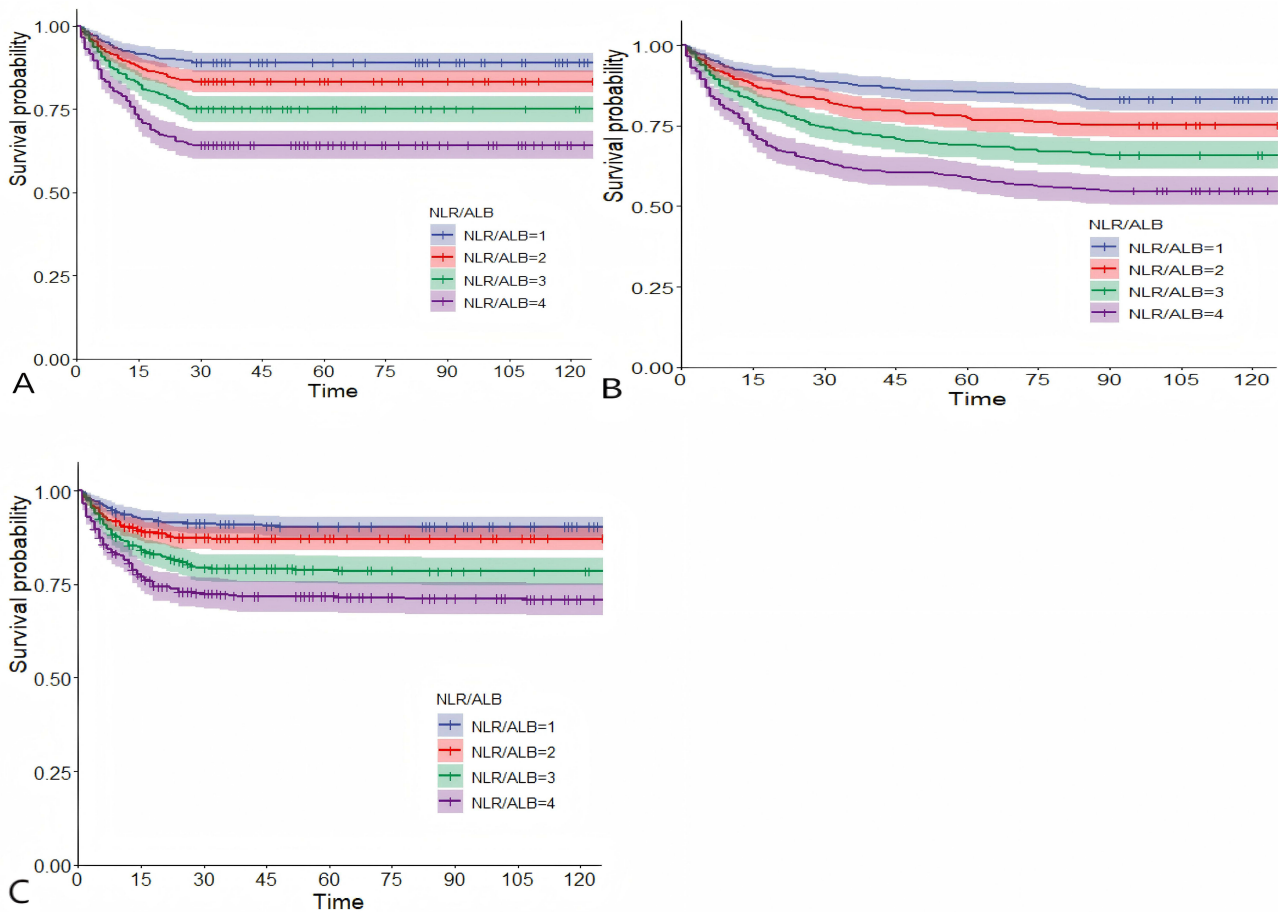 Survival probability
1.00
0.75
0.50
0.25
0.00
NLR/ALB
NLR/ALB=1
NLR/ALB=2
NLR/ALB=3
NLR/ALB=4
0 15 30 45 60 75 90 105 120
Time
A
Survival probability
1.00
0.75
0.50
0.25
0.00
NLR/ALB
NLR/ALB=1
NLR/ALB=2
NLR/ALB=3
NLR/ALB=4
0 15 30 45 60 75 90 105 120
Time
B
Survival probability
1.00
0.75
0.50
0.25
0.00
NLR/ALB
NLR/ALB=1
NLR/ALB=2
NLR/ALB=3
NLR/ALB=4
0 15 30 45 60 75 90 105 120
Time
C